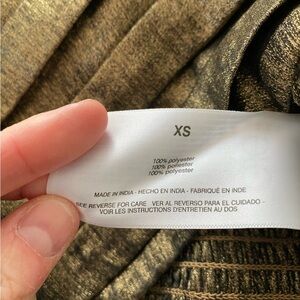 XS
100% polyester
100% poliester
100% polyester
MADE IN INDIA - HECHO EN INDIA - FABRIQUÉ EN INDE
SEE REVERSE FOR CARE - VER AL REVERSO PARA EL CUIDADO -
VOIR LES INSTRUCTIONS D'ENTRETIEN AU DOS